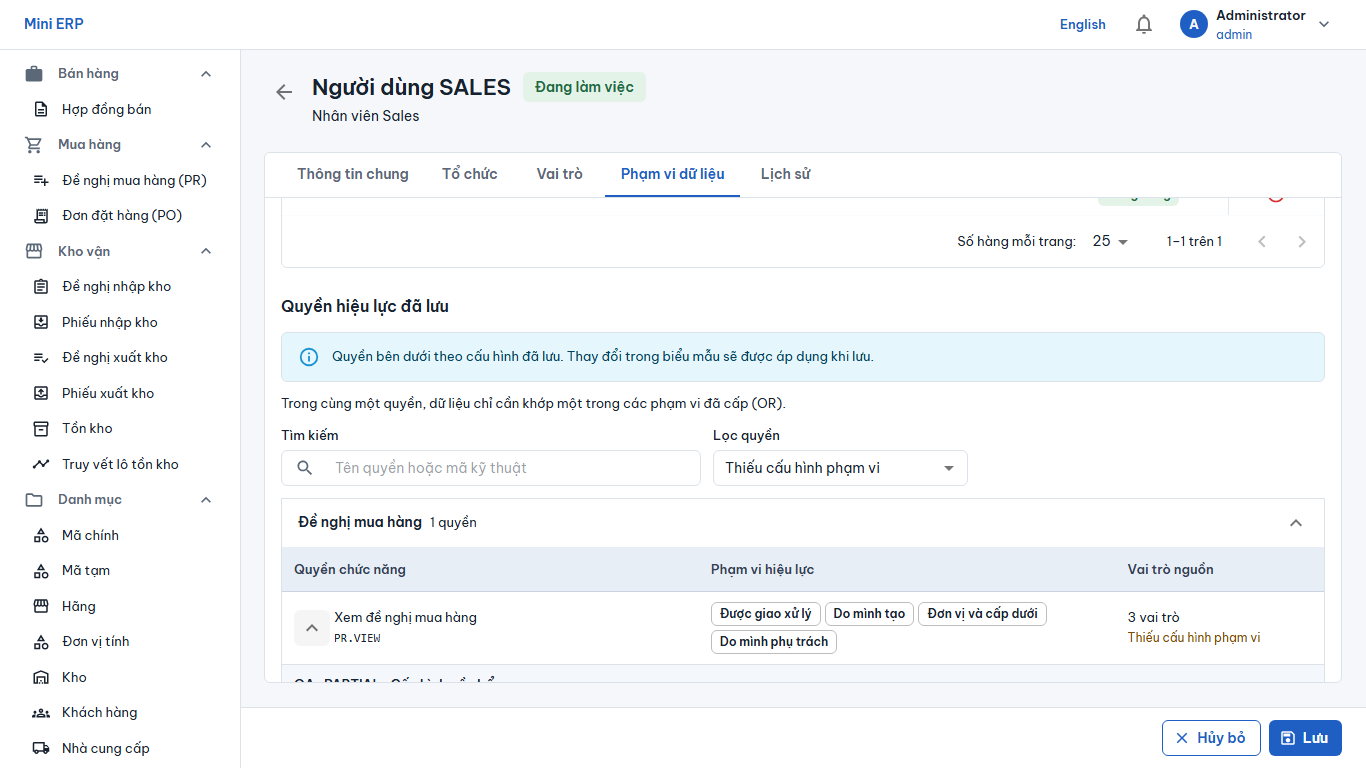 Mini ERP
English
A
Administrator
admin
Bán hàng
Hợp đồng bán
Mua hàng
Đề nghị mua hàng (PR)
Đơn đặt hàng (PO)
Kho vận
Đề nghị nhập kho
Phiếu nhập kho
Đề nghị xuất kho
Phiếu xuất kho
Tồn kho
Truy vết lô tồn kho
Danh mục
Mã chính
Mã tạm
Hãng
Đơn vị tính
Kho
Khách hàng
Nhà cung cấp
Người dùng SALES
Đang làm việc
Nhân viên Sales
Thông tin chung
Tổ chức
Vai trò
Phạm vi dữ liệu
Lịch sử
Số hàng mỗi trang: 25
1–1 trên 1
Quyền hiệu lực đã lưu
Quyền bên dưới theo cấu hình đã lưu. Thay đổi trong biểu mẫu sẽ được áp dụng khi lưu.
Trong cùng một quyền, dữ liệu chỉ cần khớp một trong các phạm vi đã cấp (OR).
Tìm kiếm
Lọc quyền
Tên quyền hoặc mã kỹ thuật
Thiếu cấu hình phạm vi
Đề nghị mua hàng 1 quyền
Quyền chức năng
Phạm vi hiệu lực
Vai trò nguồn
Xem đề nghị mua hàng
PR.VIEW
Được giao xử lý
Do mình tạo
Đơn vị và cấp dưới
Do mình phụ trách
3 vai trò
Thiếu cấu hình phạm vi
Hủy bỏ
Lưu